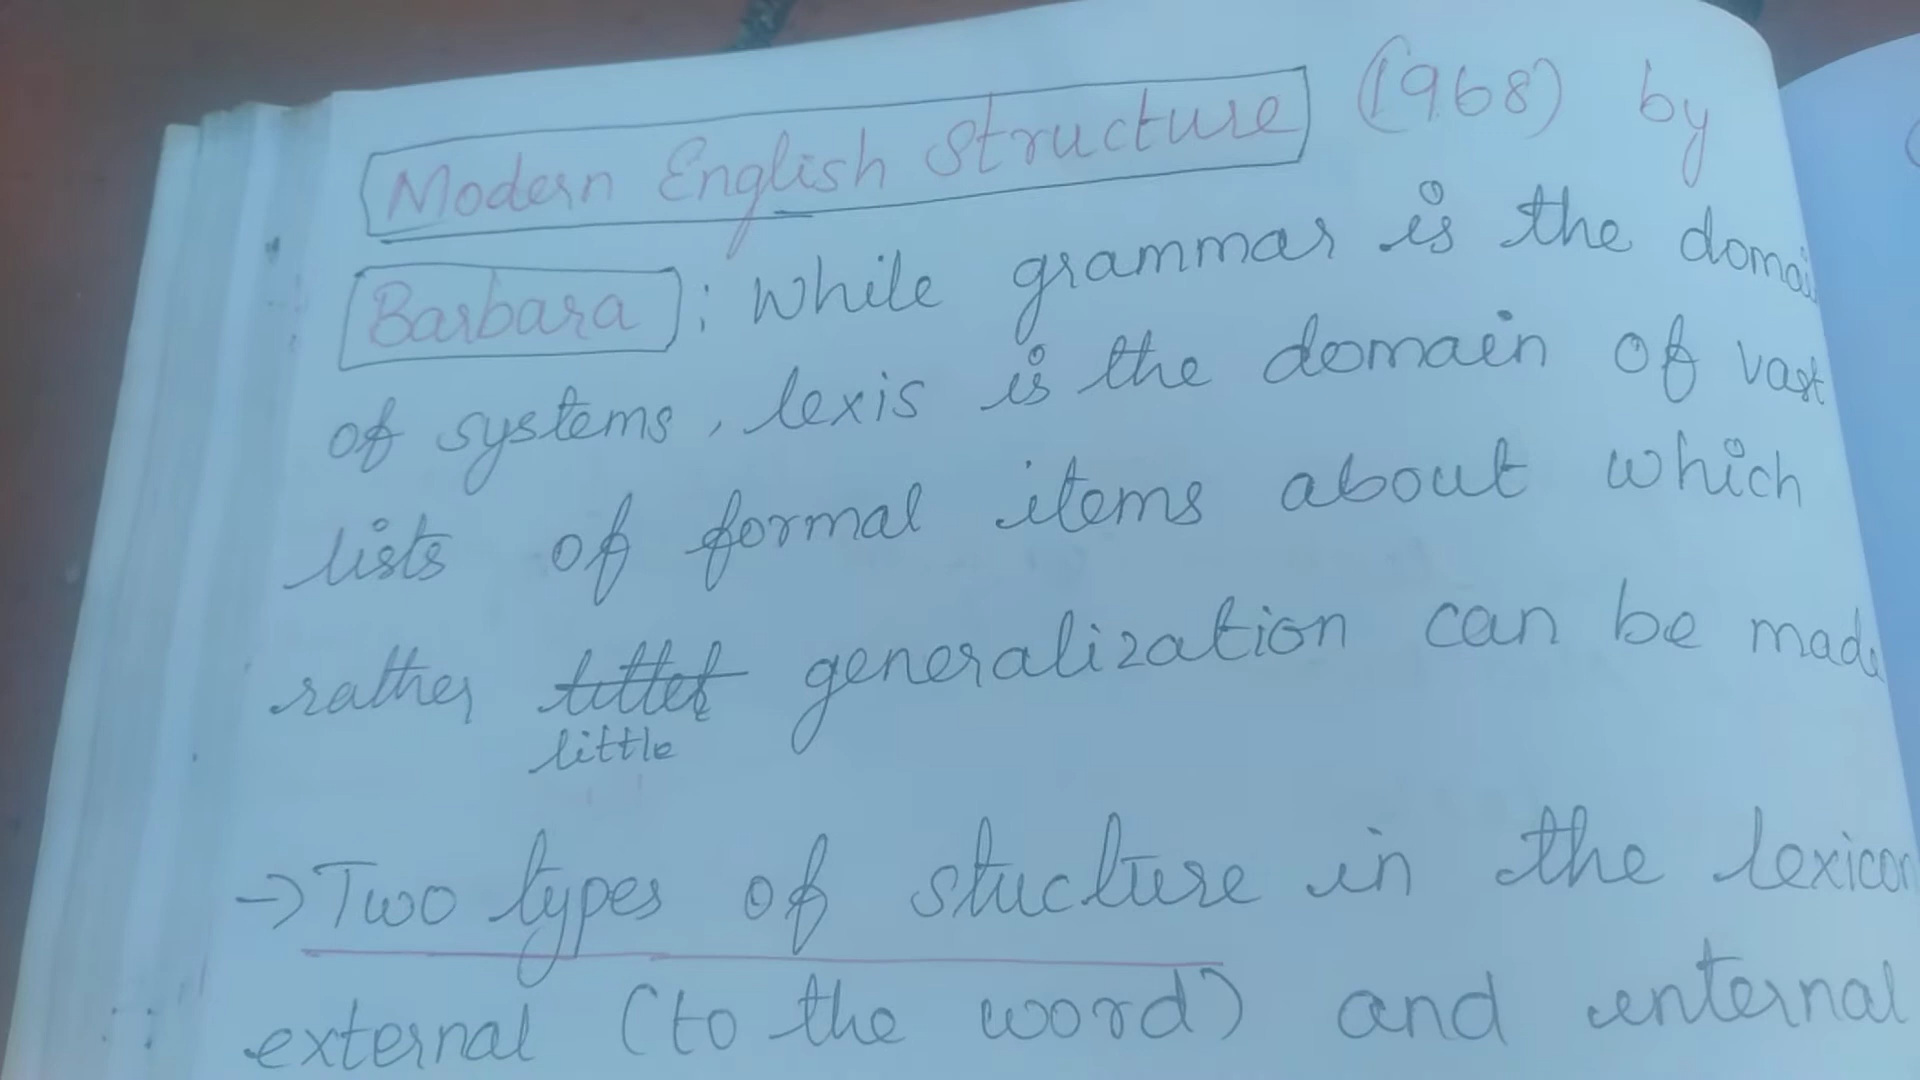 Modern English Structure (1968) by
Barbara : While grammar is the domai
of systems, lexis is the domain of vast
lists of formal items about which
rather generalization can be made
little
→ Two types of stucture in the lexicon
external (to the word) and internal